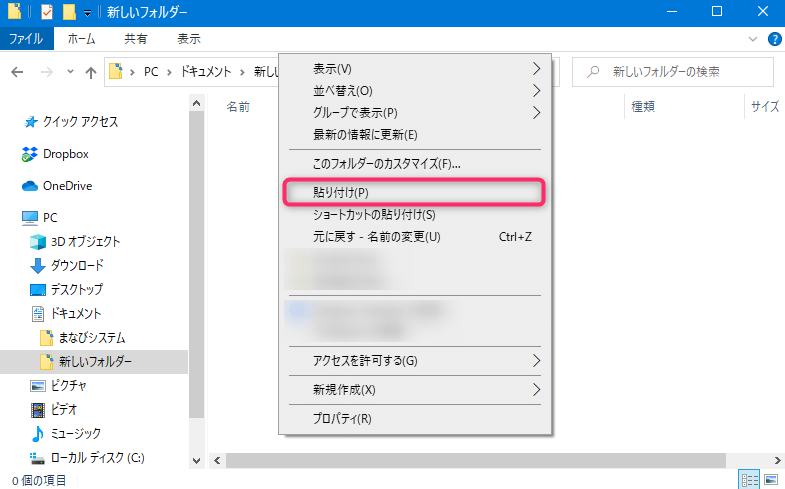 新しいフォルダー
ファイル ホーム 共有 表示
PC ドキュメント 新し
新しいフォルダーの検索
名前 種類 サイズ
クイック アクセス
Dropbox
OneDrive
PC
3D オブジェクト
ダウンロード
デスクトップ
ドキュメント
まなびシステム
新しいフォルダー
ピクチャ
ビデオ
ミュージック
ローカル ディスク (C:)
表示(V)
並べ替え(O)
グループで表示(P)
最新の情報に更新(E)
このフォルダーのカスタマイズ(F)...
貼り付け(P)
ショートカットの貼り付け(S)
元に戻す - 名前の変更(U) Ctrl+Z
アクセスを許可する(G)
新規作成(X)
プロパティ(R)
0 個の項目